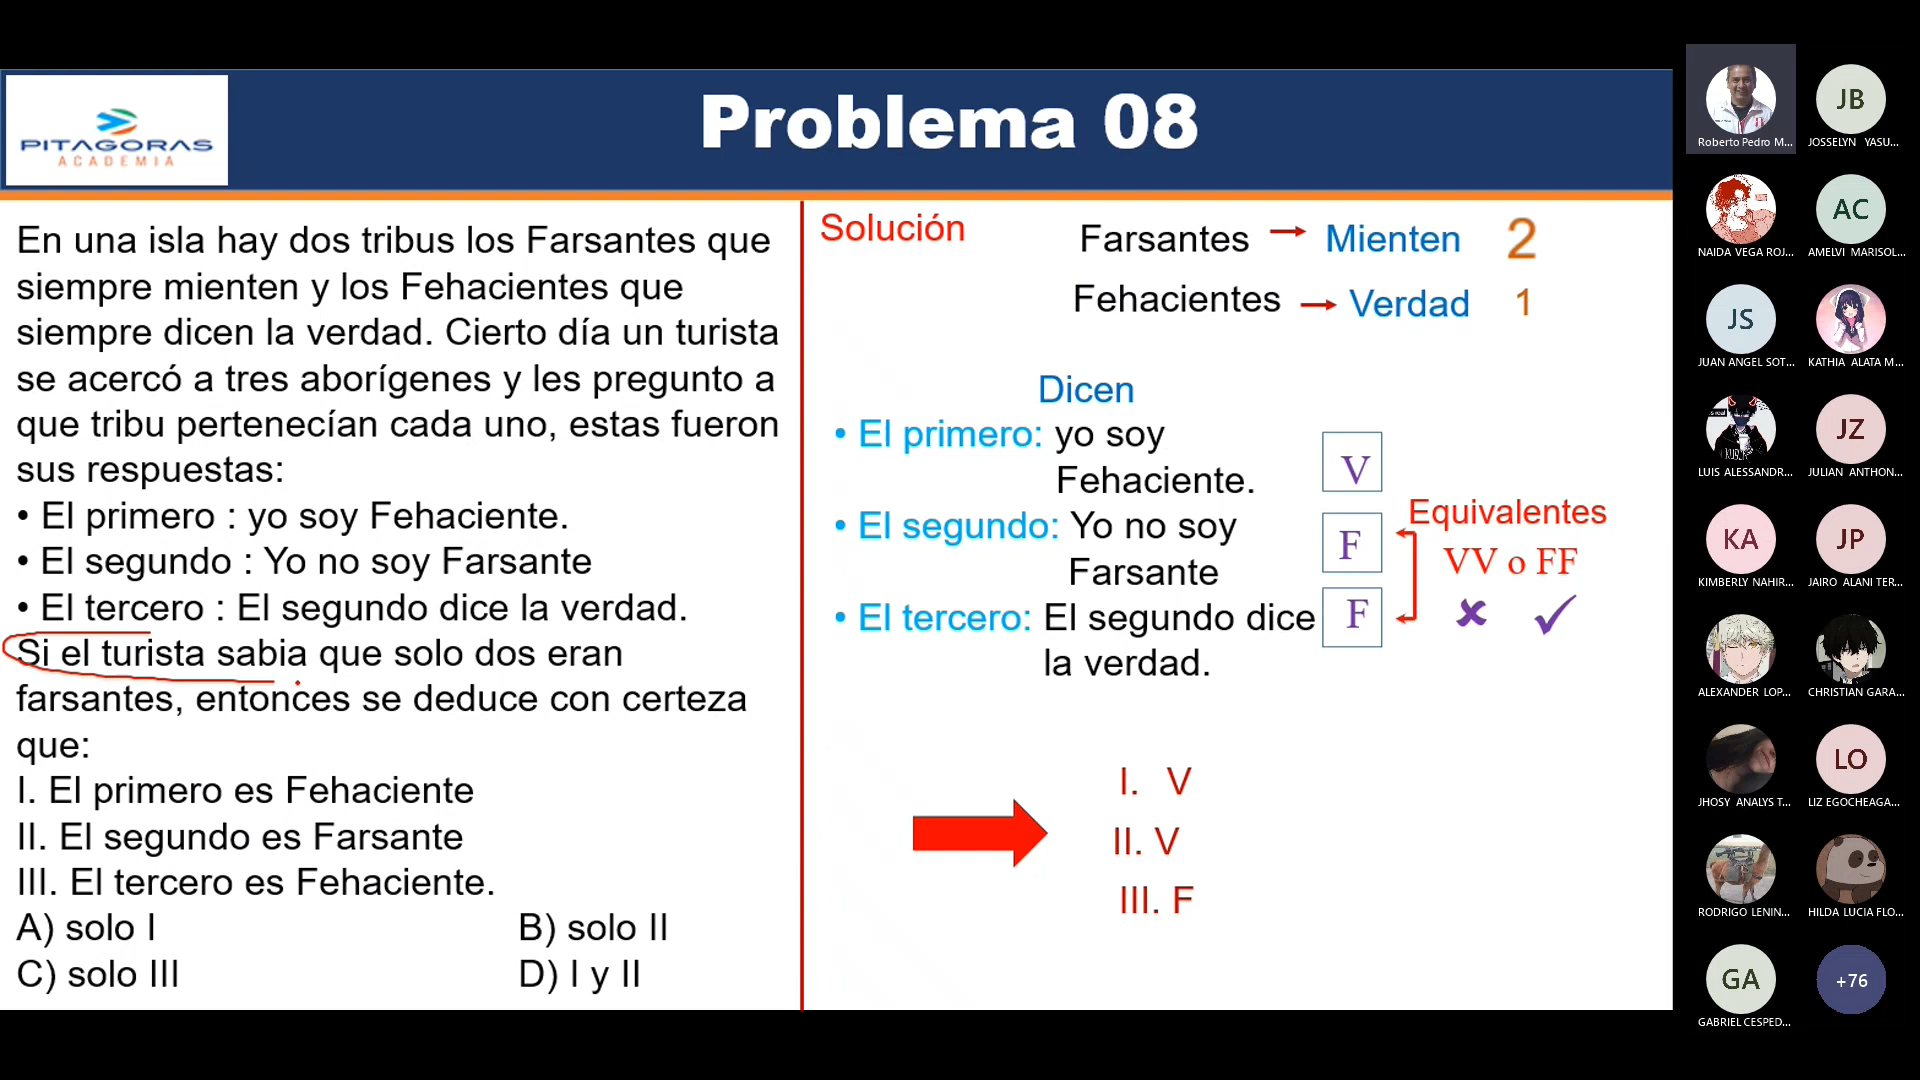 PITAGORAS
ACADEMIA
Problema 08
En una isla hay dos tribus los Farsantes que
siempre mienten y los Fehacientes que
siempre dicen la verdad. Cierto día un turista
se acercó a tres aborígenes y les pregunto a
que tribu pertenecían cada uno, estas fueron
sus respuestas:
• El primero : yo soy Fehaciente.
• El segundo : Yo no soy Farsante
• El tercero : El segundo dice la verdad.
Si el turista sabia que solo dos eran
farsantes, entonces se deduce con certeza
que:
I. El primero es Fehaciente
II. El segundo es Farsante
III. El tercero es Fehaciente.
A) solo I B) solo II
C) solo III D) I y II
Solución
Farsantes → Mienten 2
Fehacientes → Verdad 1
Dicen
• El primero: yo soy
Fehaciente.
V
• El segundo: Yo no soy
Farsante
F
• El tercero: El segundo dice
la verdad.
F
Equivalentes
VV o FF
✘ ✓
I. V
II. V
III. F
Roberto Pedro M...
JB
JOSSELYN YASU...
NAIDA VEGA ROJ...
AC
AMELVI MARISOL...
JS
JUAN ANGEL SOT...
KATHIA ALATA M...
LUIS ALESSANDR...
JZ
JULIAN ANTHON...
KA
KIMBERLY NAHIR...
JP
JAIRO ALANI TER...
ALEXANDER LOP...
CHRISTIAN GARA...
JHOSY ANALYS T...
LO
LIZ EGOCHEAGA...
RODRIGO LENIN...
HILDA LUCIA FLO...
GA
GABRIEL CESPED...
+76